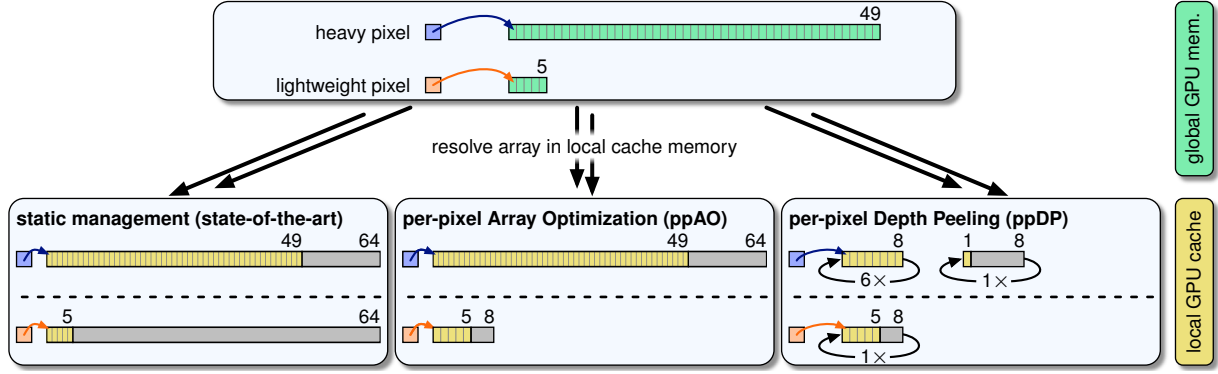 49
heavy pixel
5
lightweight pixel
global GPU mem.
resolve array in local cache memory
static management (state-of-the-art)
49 64
5 64
per-pixel Array Optimization (ppAO)
49 64
5 8
per-pixel Depth Peeling (ppDP)
8 1 8
6× 1×
5 8
1×
local GPU cache